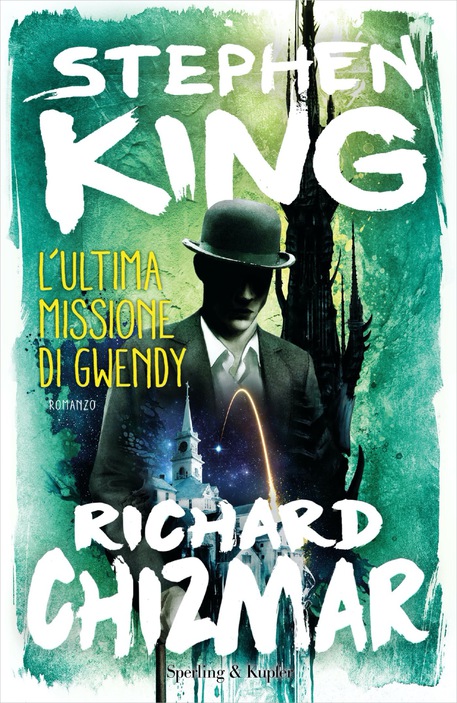 STEPHEN
KING
L'ULTIMA
MISSIONE
DI GWENDY
ROMANZO
RICHARD
CHIZMAR
Sperling & Kupfer